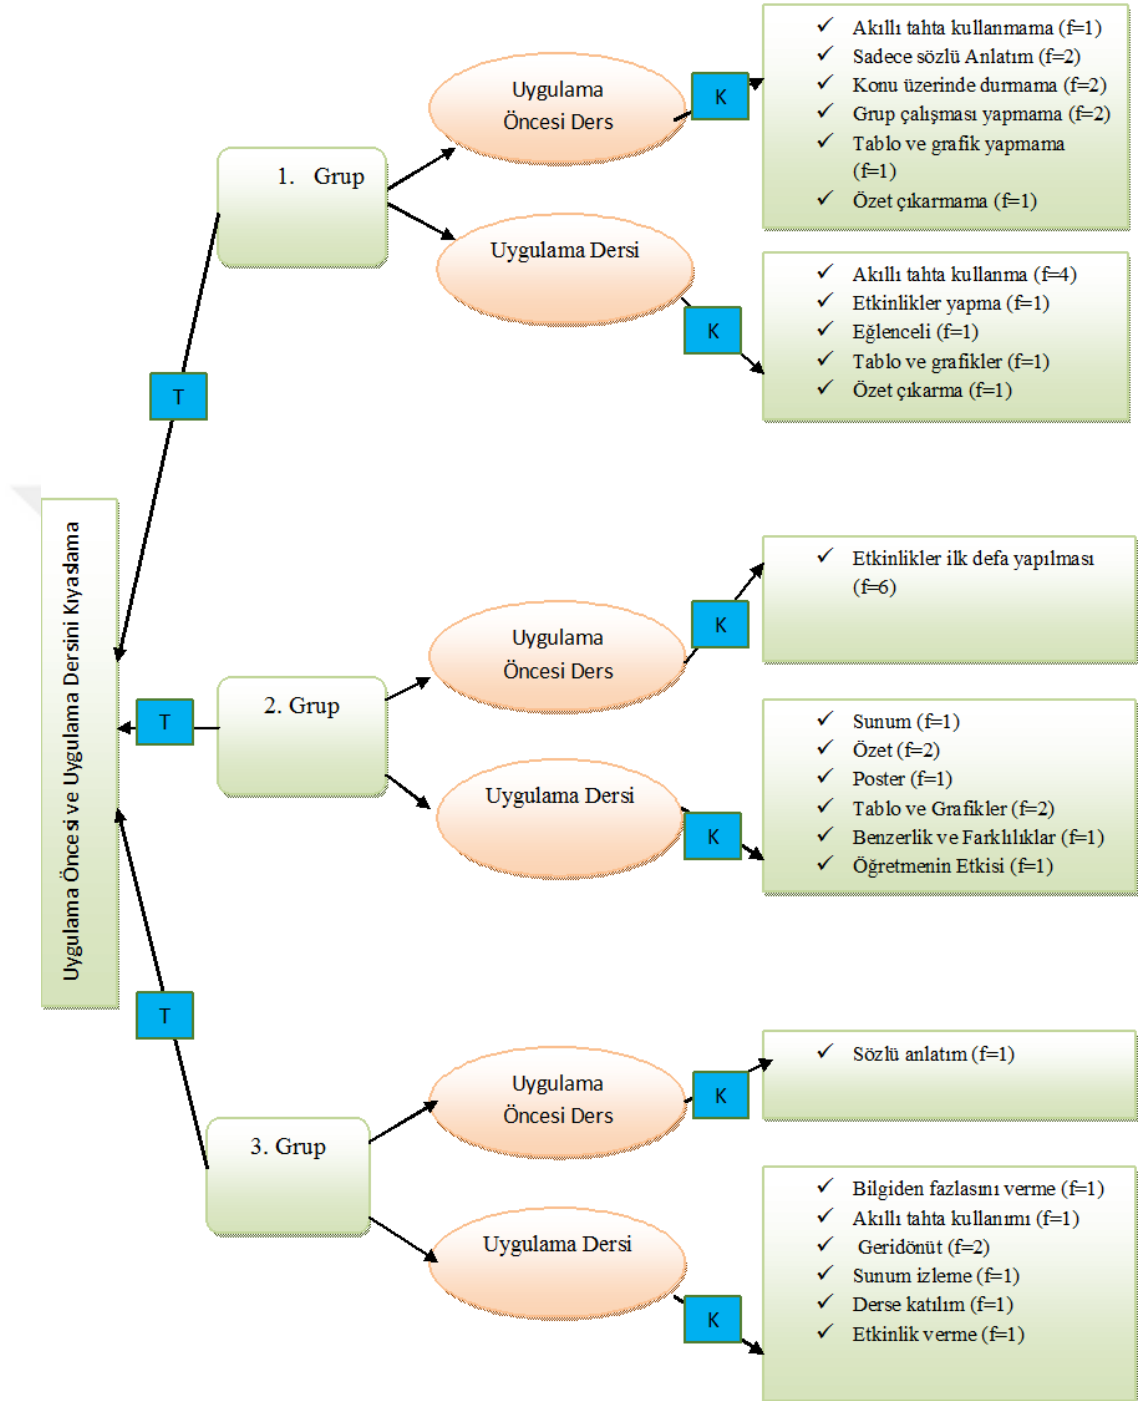 Uygulama Öncesi ve Uygulama Dersini Kıyaslama
T
1. Grup
Uygulama
Öncesi Ders
K
✓ Akıllı tahta kullanmama (f=1)
✓ Sadece sözlü Anlatım (f=2)
✓ Konu üzerinde durmama (f=2)
✓ Grup çalışması yapmama (f=2)
✓ Tablo ve grafik yapmama
(f=1)
✓ Özet çıkarmama (f=1)
Uygulama Dersi
K
✓ Akıllı tahta kullanma (f=4)
✓ Etkinlikler yapma (f=1)
✓ Eğlenceli (f=1)
✓ Tablo ve grafikler (f=1)
✓ Özet çıkarma (f=1)
T
2. Grup
Uygulama
Öncesi Ders
K
✓ Etkinlikler ilk defa yapılması
(f=6)
Uygulama Dersi
K
✓ Sunum (f=1)
✓ Özet (f=2)
✓ Poster (f=1)
✓ Tablo ve Grafikler (f=2)
✓ Benzerlik ve Farklılıklar (f=1)
✓ Öğretmenin Etkisi (f=1)
T
3. Grup
Uygulama
Öncesi Ders
K
✓ Sözlü anlatım (f=1)
Uygulama Dersi
K
✓ Bilgiden fazlasını verme (f=1)
✓ Akıllı tahta kullanımı (f=1)
✓ Geridönüt (f=2)
✓ Sunum izleme (f=1)
✓ Derse katılım (f=1)
✓ Etkinlik verme (f=1)